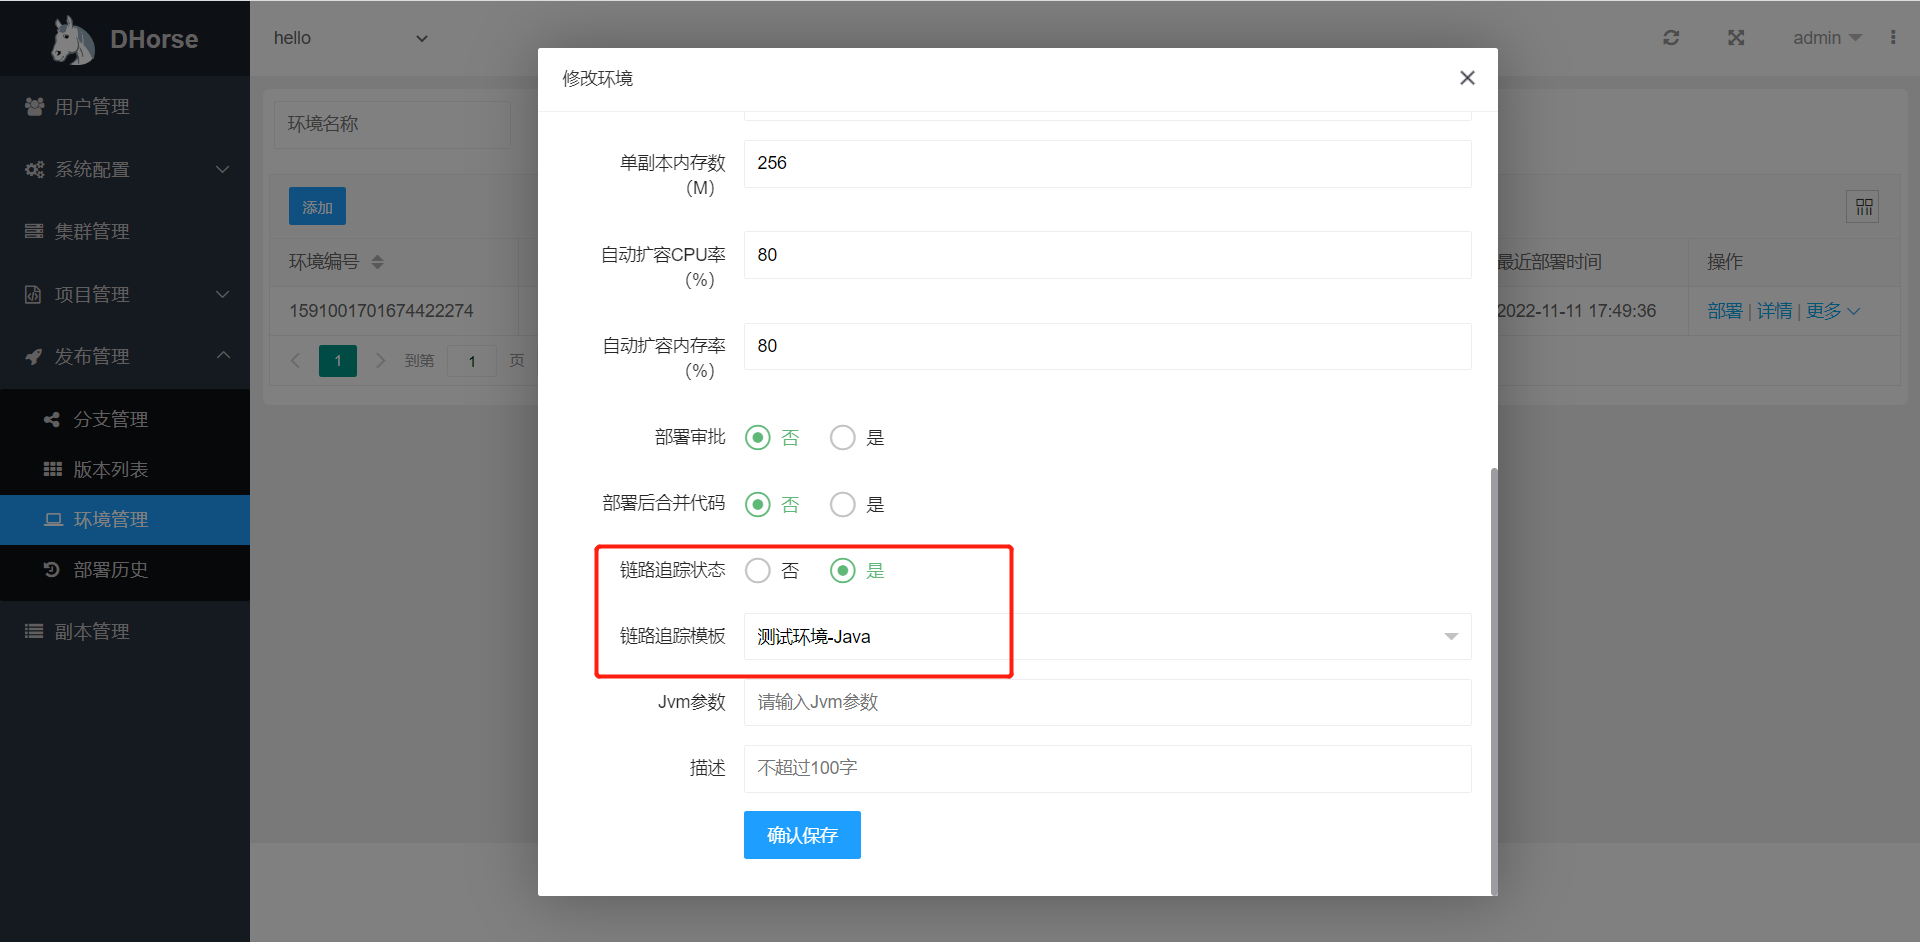 DHorse
hello
admin
用户管理
系统配置
集群管理
项目管理
发布管理
分支管理
版本列表
环境管理
部署历史
副本管理
环境名称
添加
环境编号
最近部署时间
操作
1591001701674422274
2022-11-11 17:49:36
部署 | 详情 | 更多
1
到第
1
页
修改环境
单副本内存数
（M）
256
自动扩容CPU率
（%）
80
自动扩容内存率
（%）
80
部署审批
否
是
部署后合并代码
否
是
链路追踪状态
否
是
链路追踪模板
测试环境-Java
Jvm参数
请输入Jvm参数
描述
不超过100字
确认保存